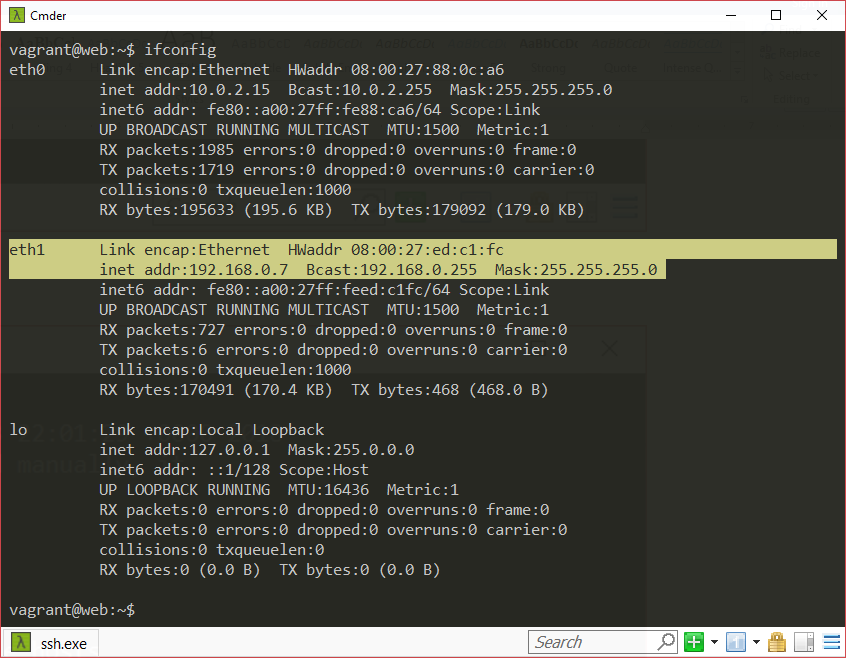 Cmder
vagrant@web:~$ ifconfig
eth0      Link encap:Ethernet  HWaddr 08:00:27:88:0c:a6
          inet addr:10.0.2.15  Bcast:10.0.2.255  Mask:255.255.255.0
          inet6 addr: fe80::a00:27ff:fe88:ca6/64 Scope:Link
          UP BROADCAST RUNNING MULTICAST  MTU:1500  Metric:1
          RX packets:1985 errors:0 dropped:0 overruns:0 frame:0
          TX packets:1719 errors:0 dropped:0 overruns:0 carrier:0
          collisions:0 txqueuelen:1000
          RX bytes:195633 (195.6 KB)  TX bytes:179092 (179.0 KB)
eth1      Link encap:Ethernet  HWaddr 08:00:27:ed:c1:fc
          inet addr:192.168.0.7  Bcast:192.168.0.255  Mask:255.255.255.0
          inet6 addr: fe80::a00:27ff:feed:c1fc/64 Scope:Link
          UP BROADCAST RUNNING MULTICAST  MTU:1500  Metric:1
          RX packets:727 errors:0 dropped:0 overruns:0 frame:0
          TX packets:6 errors:0 dropped:0 overruns:0 carrier:0
          collisions:0 txqueuelen:1000
          RX bytes:170491 (170.4 KB)  TX bytes:468 (468.0 B)
lo        Link encap:Local Loopback
          inet addr:127.0.0.1  Mask:255.0.0.0
          inet6 addr: ::1/128 Scope:Host
          UP LOOPBACK RUNNING  MTU:16436  Metric:1
          RX packets:0 errors:0 dropped:0 overruns:0 frame:0
          TX packets:0 errors:0 dropped:0 overruns:0 carrier:0
          collisions:0 txqueuelen:0
          RX bytes:0 (0.0 B)  TX bytes:0 (0.0 B)
vagrant@web:~$
ssh.exe Search 1